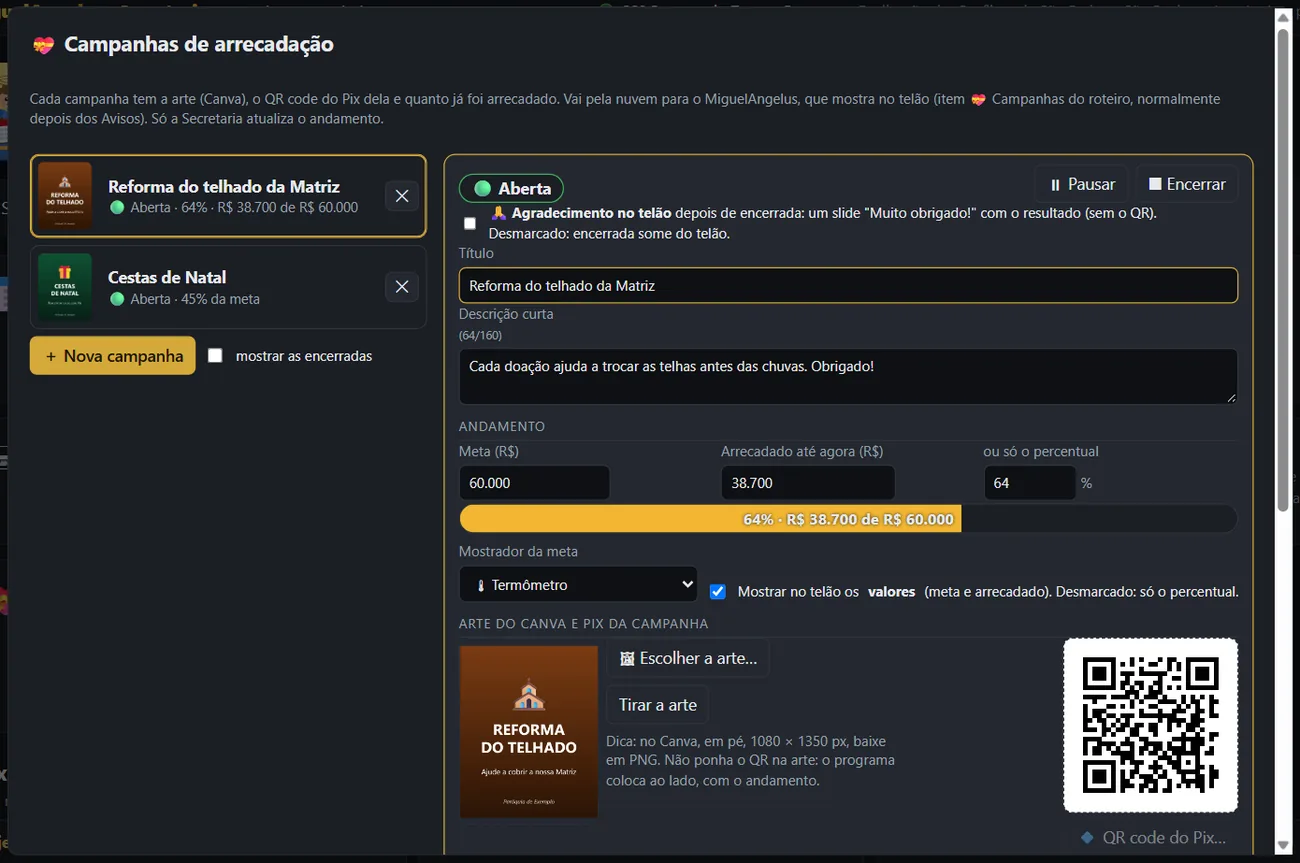 💝 Campanhas de arrecadação
Cada campanha tem a arte (Canva), o QR code do Pix dela e quanto já foi arrecadado. Vai pela nuvem para o MiguelAngelus, que mostra no telão (item 💝 Campanhas do roteiro, normalmente
depois dos Avisos). Só a Secretaria atualiza o andamento.
REFORMA
DO TELHADO
Ajude a cobrir a nossa Matriz
Reforma do telhado da Matriz
Aberta · 64% · R$ 38.700 de R$ 60.000
CESTAS
DE NATAL
Cestas de Natal
Aberta · 45% da meta
+ Nova campanha
mostrar as encerradas
Aberta
Pausar
Encerrar
🙏 Agradecimento no telão depois de encerrada: um slide "Muito obrigado!" com o resultado (sem o QR).
Desmarcado: encerrada some do telão.
Título
Reforma do telhado da Matriz
Descrição curta
(64/160)
Cada doação ajuda a trocar as telhas antes das chuvas. Obrigado!
ANDAMENTO
Meta (R$)
Arrecadado até agora (R$)
ou só o percentual
60.000
38.700
64
%
64% · R$ 38.700 de R$ 60.000
Mostrador da meta
🌡 Termômetro
Mostrar no telão os valores (meta e arrecadado). Desmarcado: só o percentual.
ARTE DO CANVA E PIX DA CAMPANHA
REFORMA
DO TELHADO
Ajude a cobrir a nossa Matriz
Paróquia de Exemplo
🖼 Escolher a arte...
Tirar a arte
Dica: no Canva, em pé, 1080 × 1350 px, baixe
em PNG. Não ponha o QR na arte: o programa
coloca ao lado, com o andamento.
QR code do Pix...